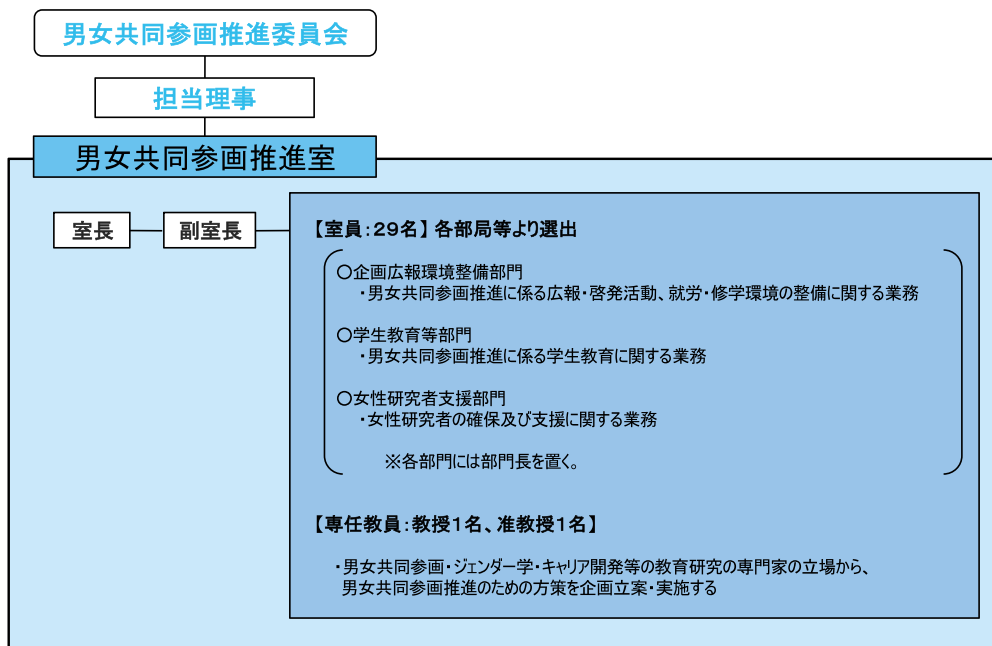 男女共同参画推進委員会
担当理事
男女共同参画推進室
室長
副室長
【室員：29名】各部局等より選出
○企画広報環境整備部門
・男女共同参画推進に係る広報・啓発活動、就労・修学環境の整備に関する業務
○学生教育等部門
・男女共同参画推進に係る学生教育に関する業務
○女性研究者支援部門
・女性研究者の確保及び支援に関する業務
※各部門には部門長を置く。
【専任教員：教授1名、准教授1名】
・男女共同参画・ジェンダー学・キャリア開発等の教育研究の専門家の立場から、
男女共同参画推進のための方策を企画立案・実施する